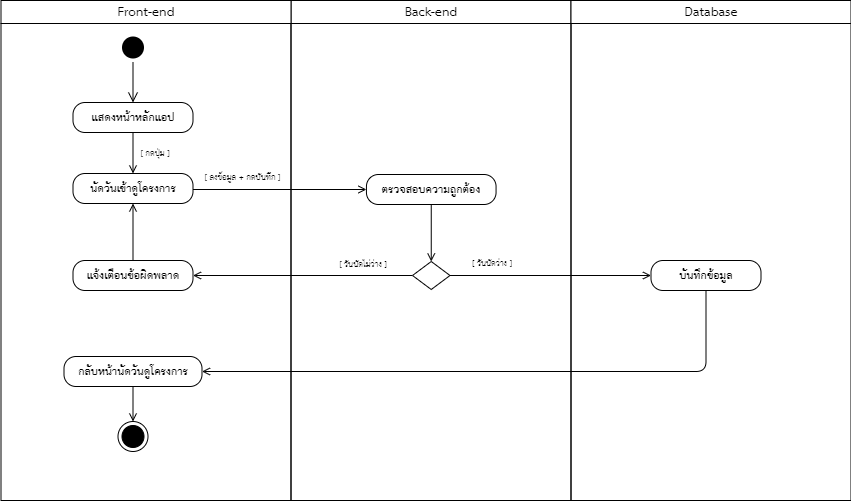 Front-end
Back-end
Database
แสดงหน้าหลักแอป
[ กดปุ่ม ]
นัดวันเข้าดูโครงการ
[ ลงข้อมูล + กดบันทึก ]
ตรวจสอบความถูกต้อง
แจ้งเตือนข้อผิดพลาด
[ วันนัดไม่ว่าง ]
[ วันนัดว่าง ]
บันทึกข้อมูล
กลับหน้านัดวันดูโครงการ